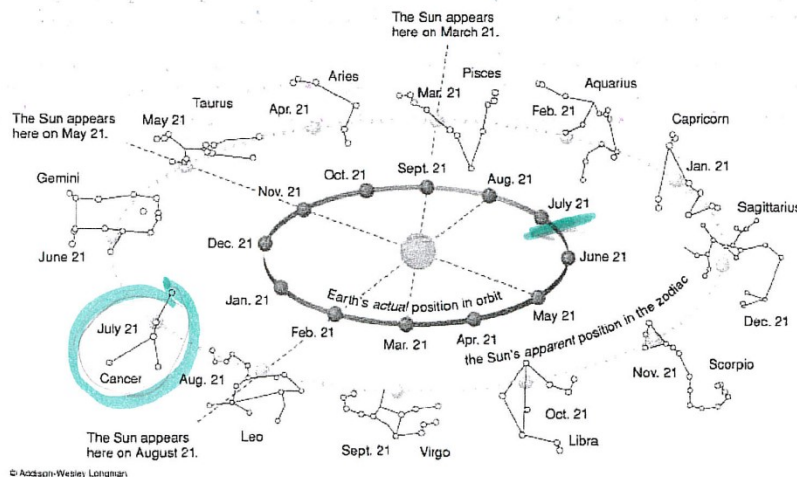 The Sun appears
here on March 21.
Aries
Pisces
Aquarius
Mar. 21
Taurus
Apr. 21
Feb. 21
Capricorn
May 21
The Sun appears
here on May 21.
Jan. 21
Gemini
Sept. 21
Oct. 21
Aug. 21
Nov. 21
July 21
Sagittarius
June 21
Dec. 21
June 21
Jan. 21
Earth's actual position in orbit
May 21
Feb. 21
Mar. 21
Apr. 21
the Sun's apparent position in the zodiac
Dec. 21
July 21
Cancer
Aug. 21
Nov. 21
Scorpio
Leo
Sept. 21
Virgo
Oct. 21
Libra
The Sun appears
here on August 21.
© Addison-Wesley Longman